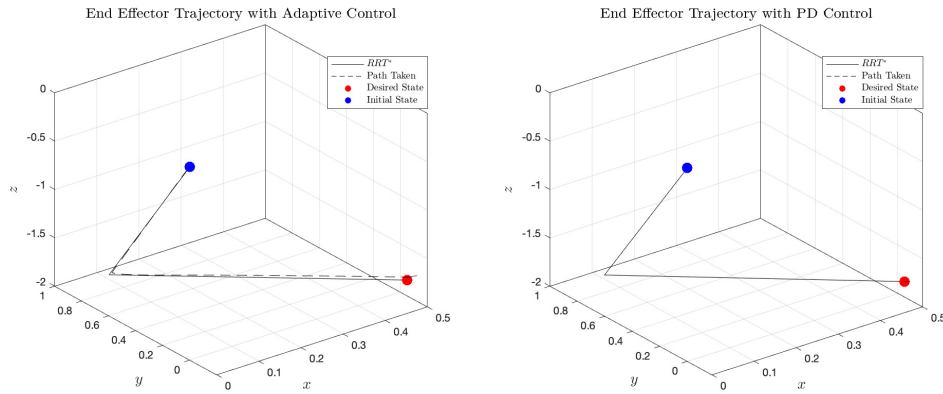 End Effector Trajectory with Adaptive Control
RRT*
Path Taken
Desired State
Initial State
0
-0.5
-1
-1.5
-2
z
1
0.8
0.6
0.4
0.2
0
y
0
0.1
0.2
0.3
0.4
0.5
x
End Effector Trajectory with PD Control
RRT*
Path Taken
Desired State
Initial State
0
-0.5
-1
-1.5
-2
z
1
0.8
0.6
0.4
0.2
0
y
0
0.1
0.2
0.3
0.4
0.5
x